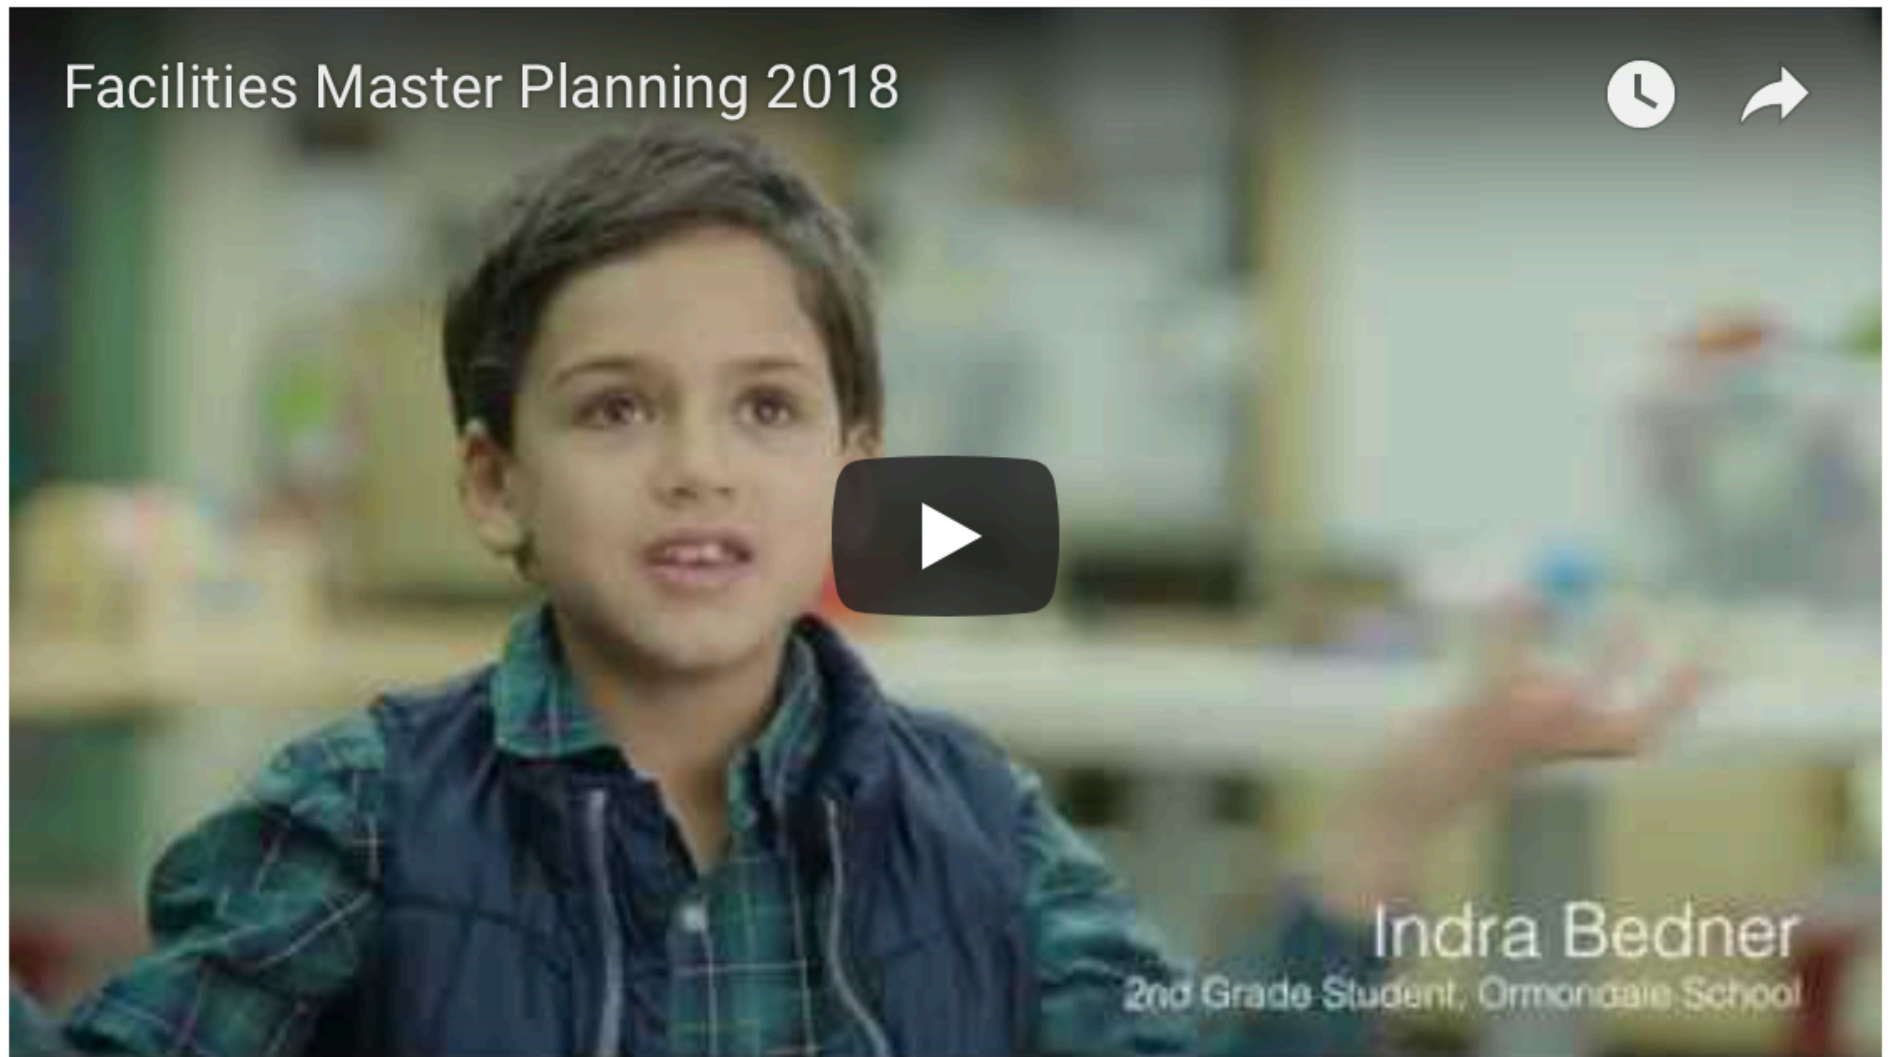 Facilities Master Planning 2018
Indra Bedner
2nd Grade Student, Ormondale School